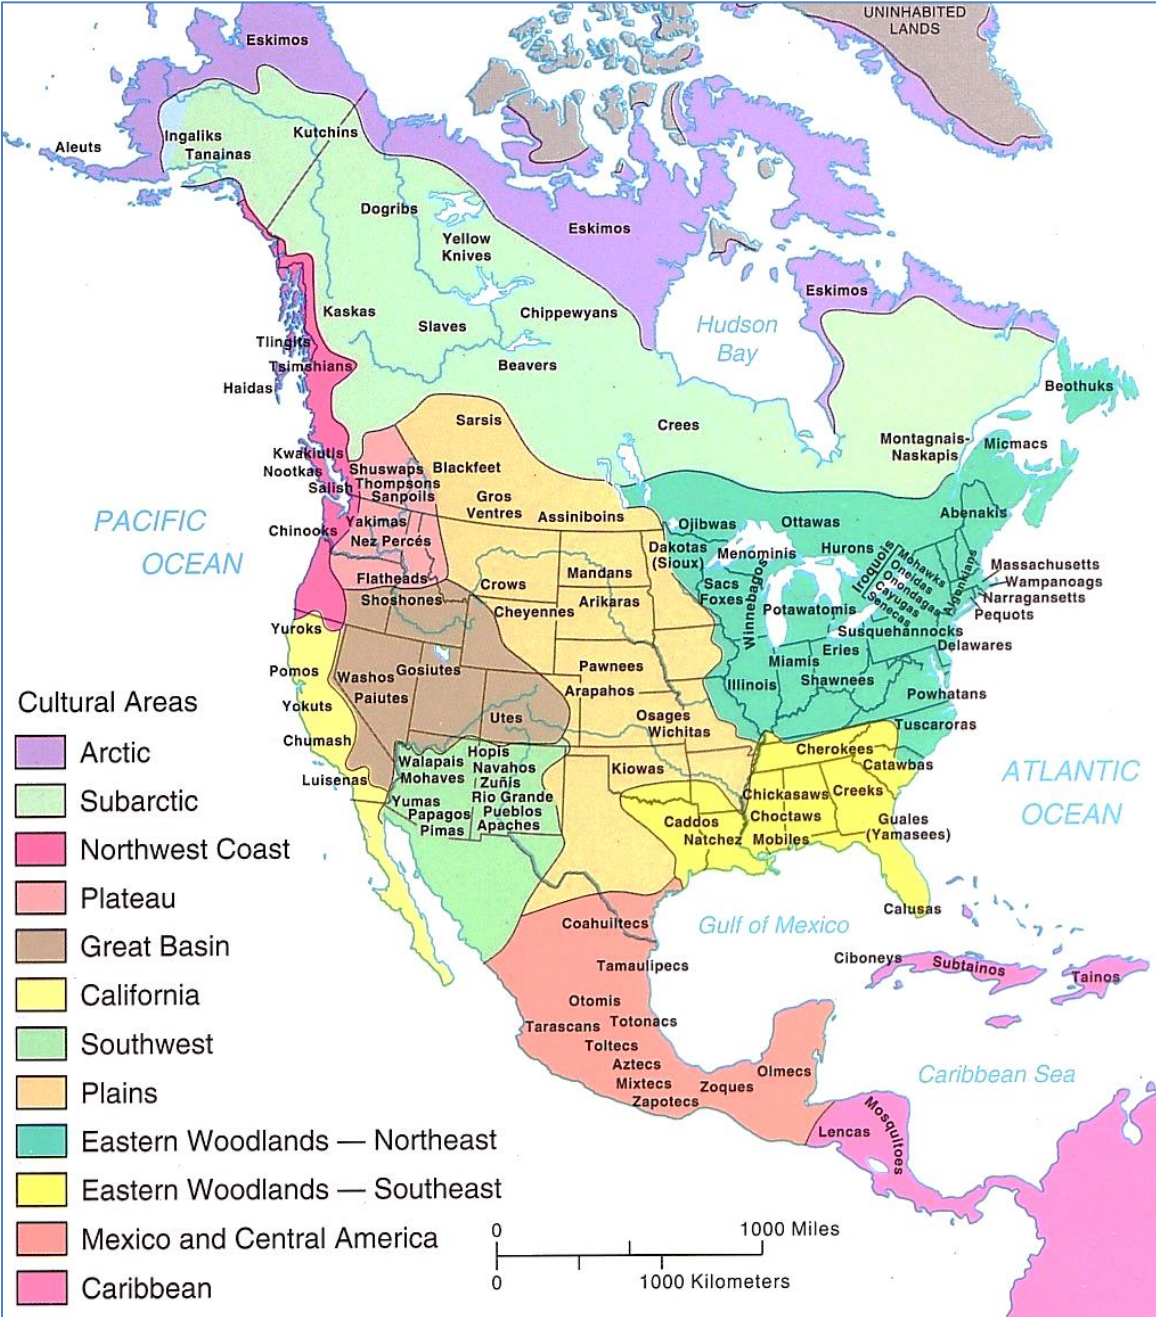 UNINHABITED
LANDS
Eskimos
Aleuts
Ingaliks
Tanainas
Kutchins
Dogribs
Yellow
Knives
Eskimos
Eskimos
Hudson
Bay
Kaskas
Slaves
Chippewyans
Beavers
Tlingits
Tsimshians
Haidas
Beothuks
Sarsis
Crees
Montagnais-
Naskapis
Micmacs
Kwakiutls
Nootkas
Salish
Shuswaps
Thompsons
Sanpoils
Blackfeet
Gros
Ventres
Assiniboins
Abenakis
PACIFIC
OCEAN
Chinooks
Yakimas
Nez Percés
Flatheads
Ojibwas
Ottawas
Dakotas
(Sioux)
Menominis
Hurons
Iroquois
Mohawks
Oneidas
Onondagas
Cayugas
Senecas
Algonkians
Massachusetts
Wampanoags
Narragansetts
Pequots
Crows
Mandans
Arikaras
Cheyennes
Sacs
Foxes
Winnebagos
Potawatomis
Shoshones
Yuroks
Susquehannocks
Delawares
Eries
Miamis
Shawnees
Illinois
Powhatans
Tuscaroras
Pomos
Washos
Gosiutes
Paiutes
Yokuts
Utes
Pawnees
Arapahos
Osages
Wichitas
Chumash
Luisenas
Walapais
Mohaves
Hopis
Navahos
Zuñis
Rio Grande
Pueblos
Apaches
Yumas
Papagos
Pimas
Kiowas
Cherokees
Catawbas
Chickasaws
Creeks
Choctaws
Caddos
Natchez
Mobiles
Guales
(Yamasees)
Calusas
ATLANTIC
OCEAN
Gulf of Mexico
Coahuiltecs
Tamaulipecs
Otomis
Tarascans
Totonacs
Toltecs
Aztecs
Mixtecs
Zapotecs
Zoques
Olmecs
Ciboneys
Subtainos
Tainos
Caribbean Sea
Lencas
Mosquitoes
Cultural Areas
Arctic
Subarctic
Northwest Coast
Plateau
Great Basin
California
Southwest
Plains
Eastern Woodlands — Northeast
Eastern Woodlands — Southeast
Mexico and Central America
Caribbean
0 1000 Miles
0 1000 Kilometers